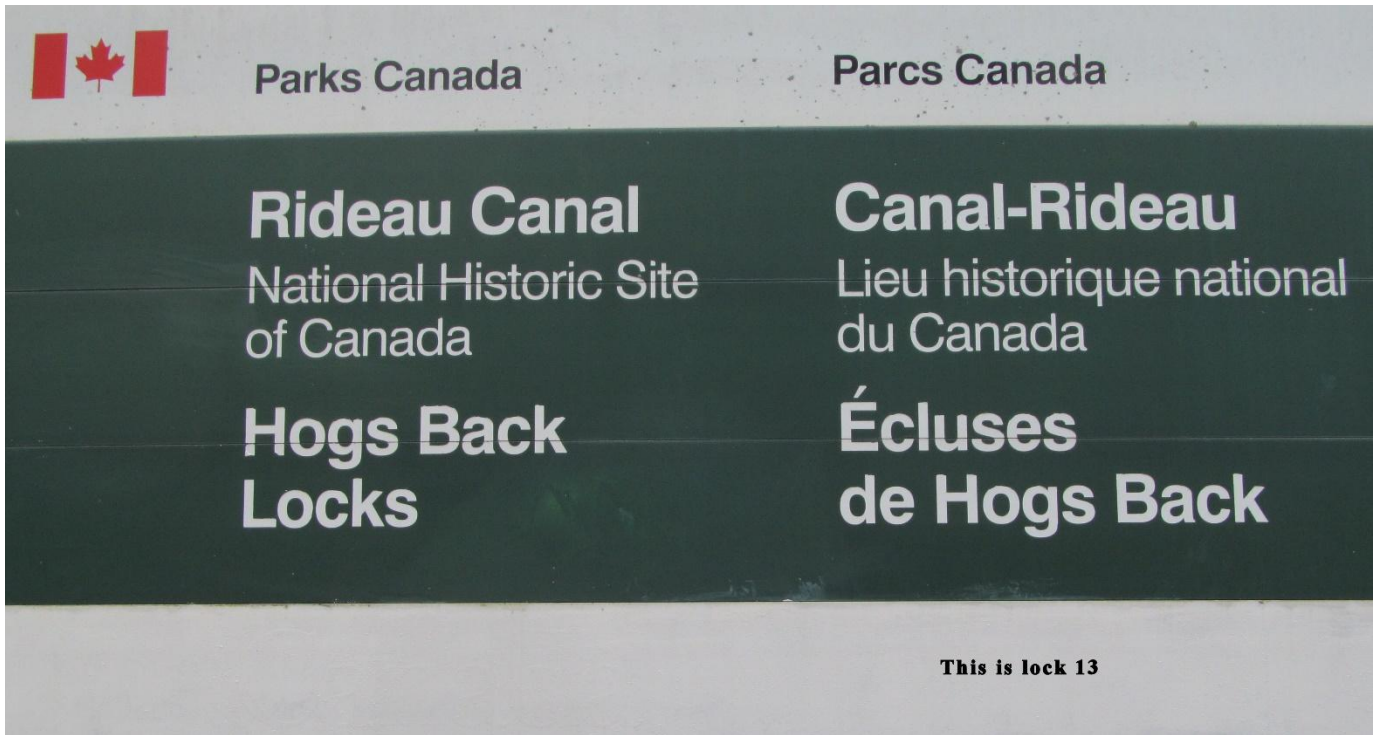 Parks Canada
Parcs Canada
Rideau Canal
National Historic Site
of Canada
Hogs Back
Locks
Canal-Rideau
Lieu historique national
du Canada
Écluses
de Hogs Back
This is lock 13